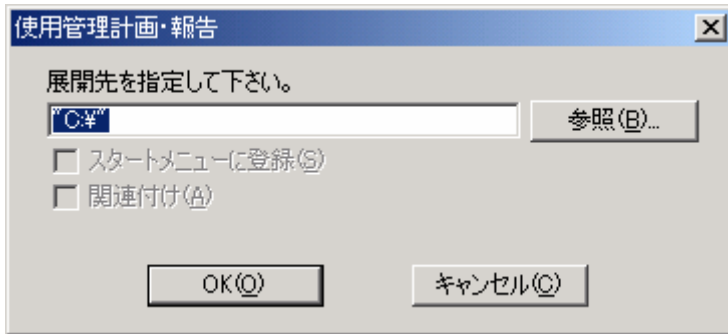 使用管理計画・報告
展開先を指定して下さい。
"C:¥"
参照(B)...
スタートメニューに登録(S)
関連付け(A)
OK(O)
キャンセル(C)